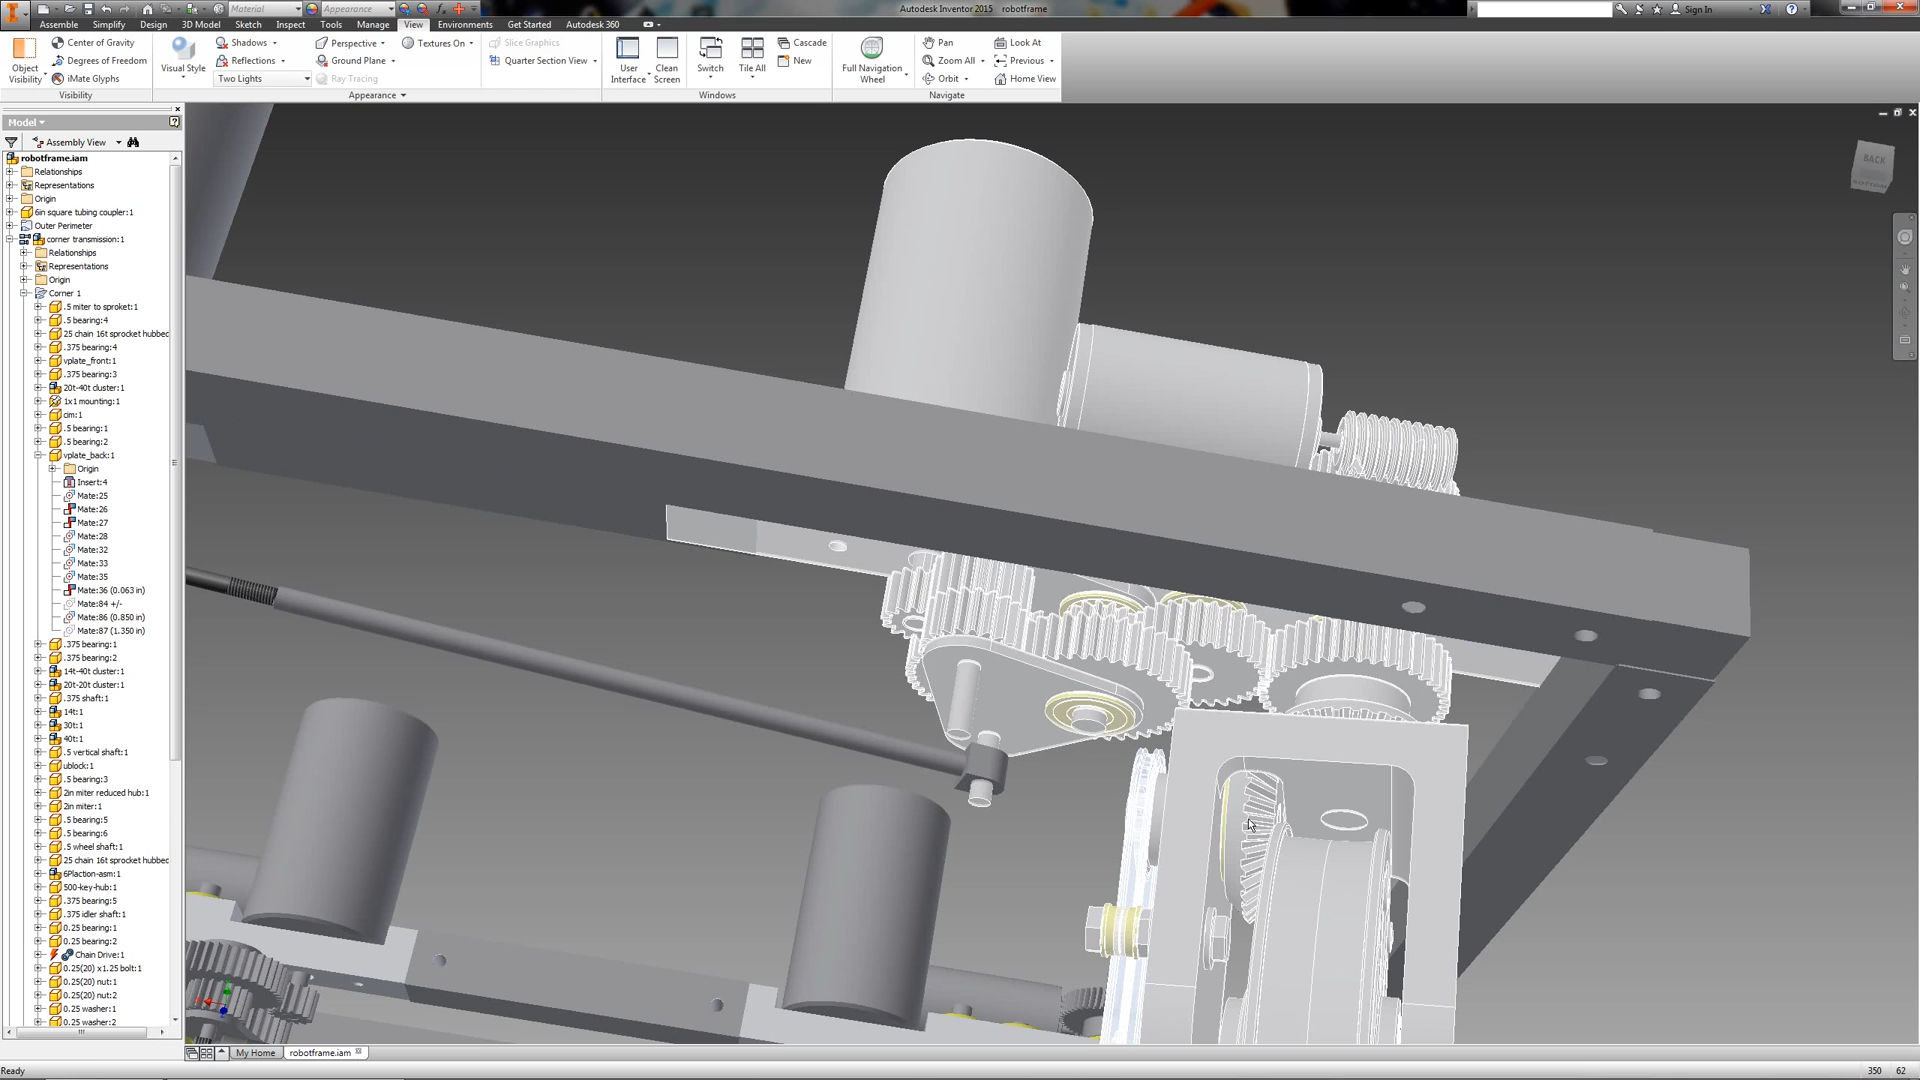 Material
Appearance
Autodesk Inventor 2015 robotframe
Sign In
Assemble Simplify Design 3D Model Sketch Inspect Tools Manage View Environments Get Started Autodesk 360
Object Visibility
Center of Gravity
Degrees of Freedom
iMate Glyphs
Visibility
Visual Style
Shadows
Reflections
Two Lights
Perspective
Ground Plane
Ray Tracing
Textures On
Appearance
Slice Graphics
Quarter Section View
User Interface
Clean Screen
Switch
Tile All
Cascade
New
Windows
Full Navigation Wheel
Pan
Zoom All
Orbit
Look At
Previous
Home View
Navigate
Model
Assembly View
robotframe.iam
Relationships
Representations
Origin
6in square tubing coupler:1
Outer Perimeter
corner transmission:1
Relationships
Representations
Origin
Corner 1
.5 miter to sproket:1
.5 bearing:4
25 chain 16t sprocket hubbed
.375 bearing:4
vplate_front:1
.375 bearing:3
20t-40t cluster:1
1x1 mounting:1
cim:1
.5 bearing:1
.5 bearing:2
vplate_back:1
Origin
Insert:4
Mate:25
Mate:26
Mate:27
Mate:28
Mate:32
Mate:33
Mate:35
Mate:36 (0.063 in)
Mate:84 +/-
Mate:86 (0.850 in)
Mate:87 (1.350 in)
.375 bearing:1
.375 bearing:2
14t-40t cluster:1
20t-20t cluster:1
.375 shaft:1
14t:1
30t:1
40t:1
.5 vertical shaft:1
ublock:1
.5 bearing:3
2in miter reduced hub:1
2in miter:1
.5 bearing:5
.5 bearing:6
.5 wheel shaft:1
25 chain 16t sprocket hubbed
6Plaction-asm:1
500-key-hub:1
.375 bearing:5
.375 idler shaft:1
0.25 bearing:1
0.25 bearing:2
Chain Drive:1
0.25(20) x1.25 bolt:1
0.25(20) nut:1
0.25(20) nut:2
0.25 washer:1
0.25 washer:2
BACK
My Home
robotframe.iam
Ready
350 62